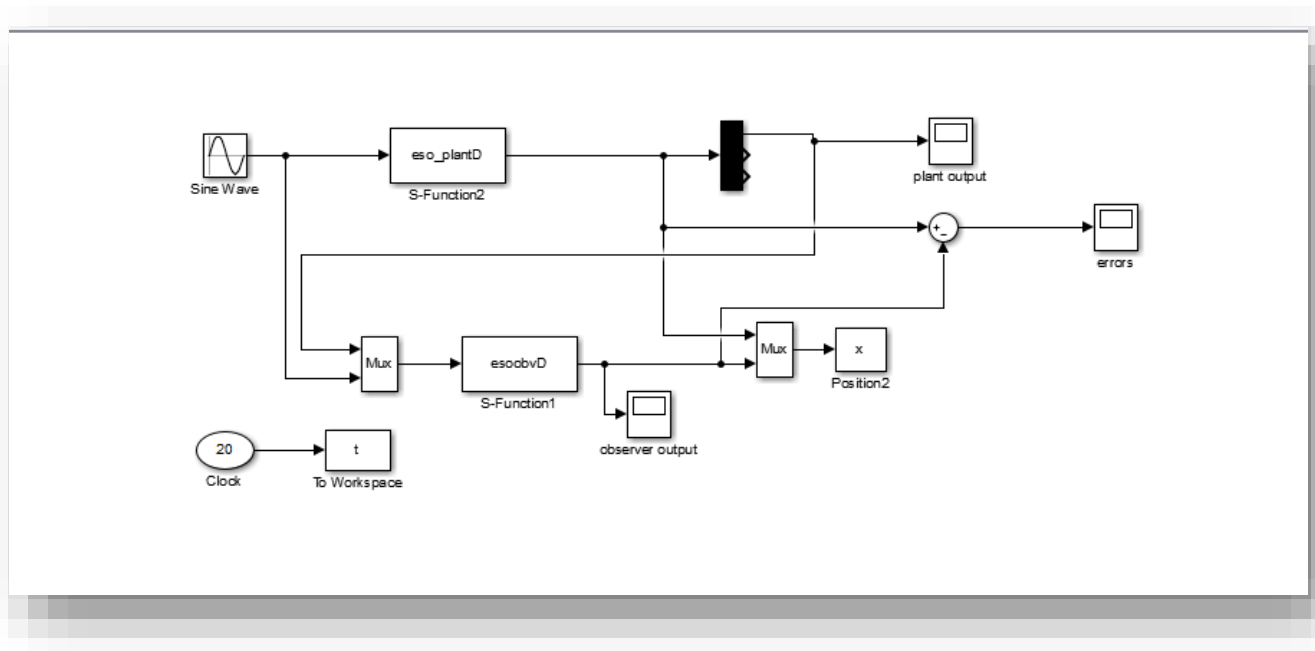 eso_plantD
Sine Wave
S-Function2
plant output
+
-
errors
Mux
esoobvD
Mux
x
S-Function1
Position2
observer output
20
t
Clock
To Workspace